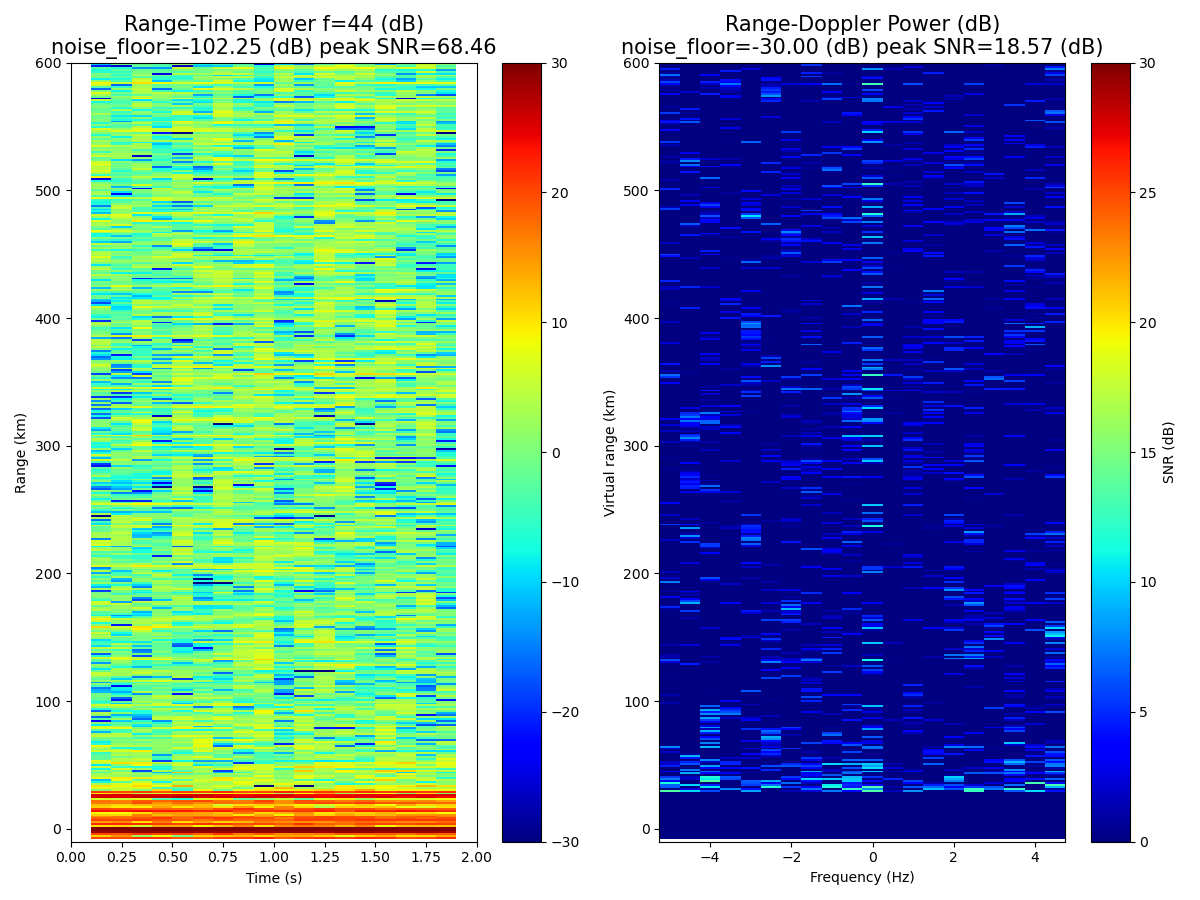 Range-Time Power f=44 (dB)
noise_floor=-102.25 (dB) peak SNR=68.46
600
500
400
300
200
100
0
Range (km)
0.00 0.25 0.50 0.75 1.00 1.25 1.50 1.75 2.00
Time (s)
30
20
10
0
−10
−20
−30
Range-Doppler Power (dB)
noise_floor=-30.00 (dB) peak SNR=18.57 (dB)
600
500
400
300
200
100
0
Virtual range (km)
−4 −2 0 2 4
Frequency (Hz)
30
25
20
15
10
5
0
SNR (dB)